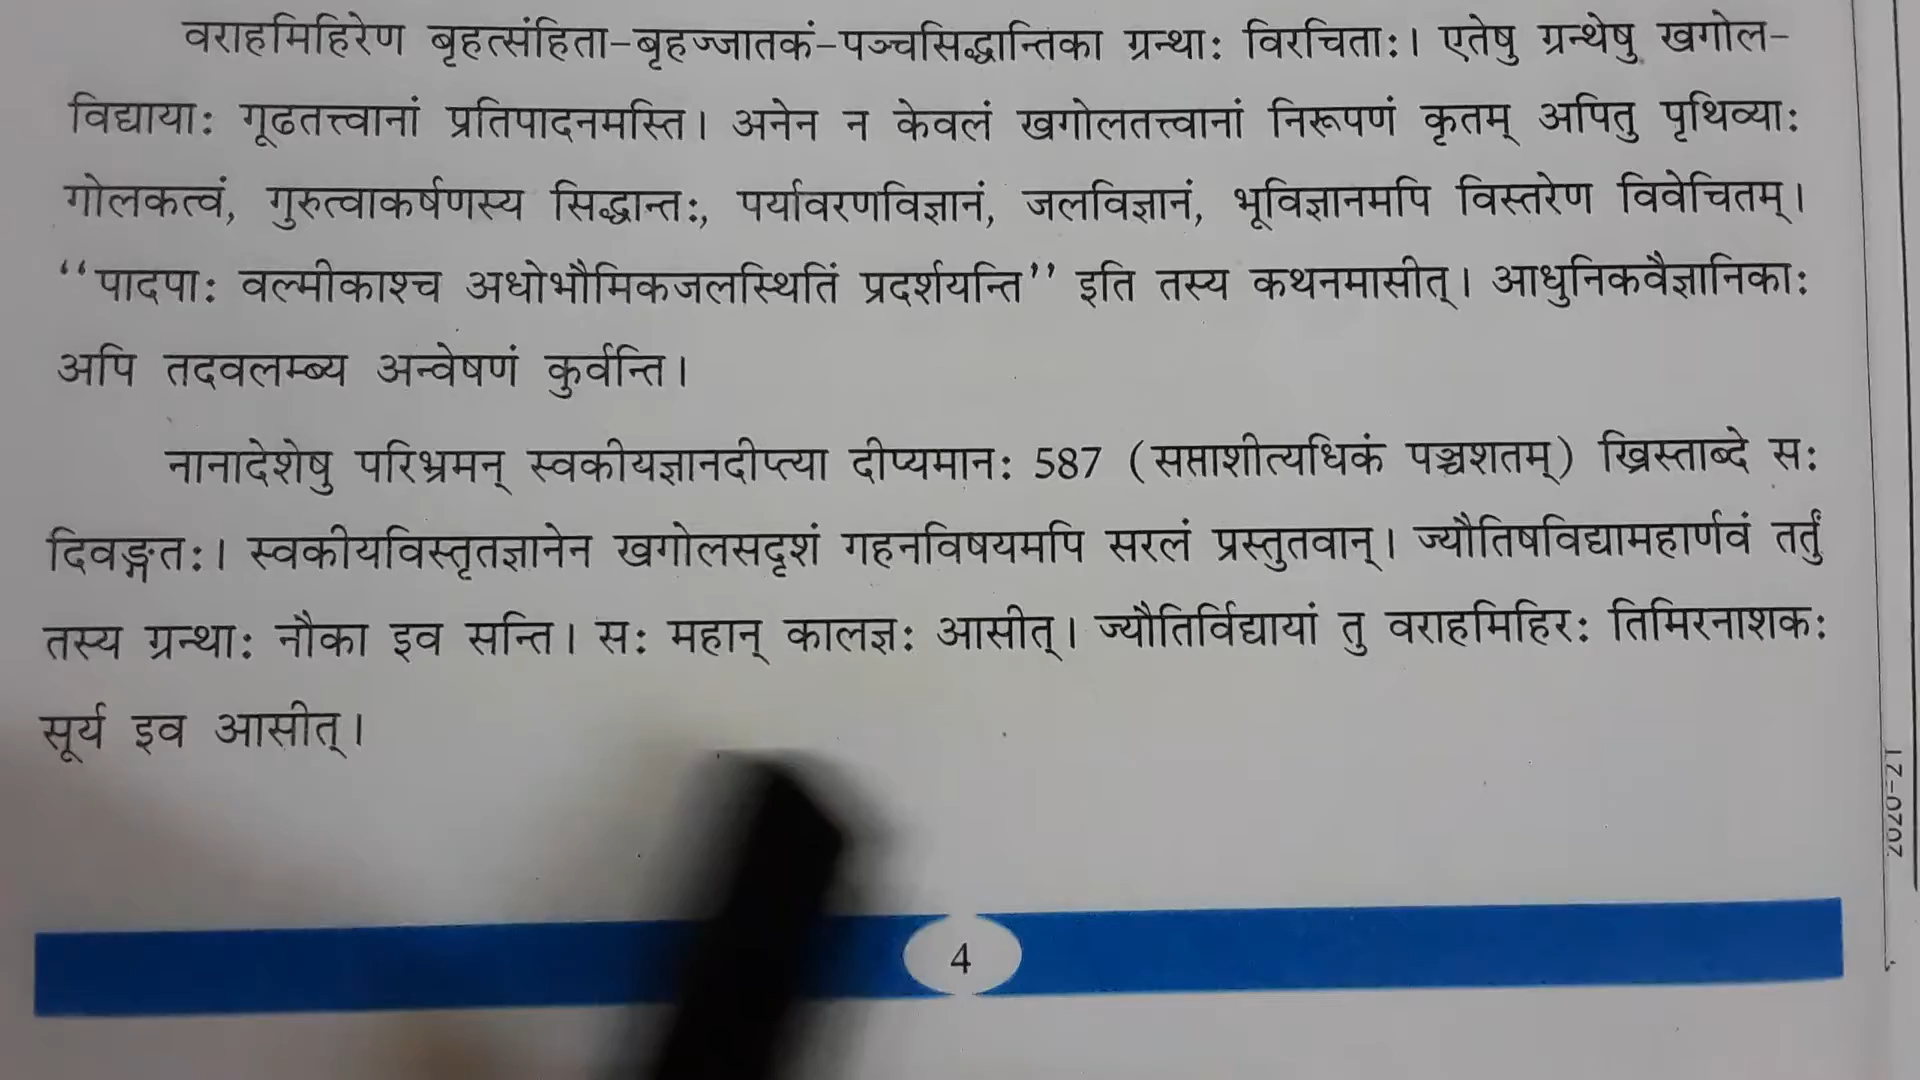 वराहमिहिरेण बृहत्संहिता-बृहज्जातकं-पञ्चसिद्धान्तिका ग्रन्थाः विरचिताः। एतेषु ग्रन्थेषु खगोल-
विद्यायाः गूढतत्त्वानां प्रतिपादनमस्ति। अनेन न केवलं खगोलतत्त्वानां निरूपणं कृतम् अपितु पृथिव्याः
गोलकत्वं, गुरुत्वाकर्षणस्य सिद्धान्तः, पर्यावरणविज्ञानं, जलविज्ञानं, भूविज्ञानमपि विस्तरेण विवेचितम्।
“पादपाः वल्मीकाश्च अधोभौमिकजलस्थितिं प्रदर्शयन्ति” इति तस्य कथनमासीत्। आधुनिकवैज्ञानिकाः
अपि तदवलम्ब्य अन्वेषणं कुर्वन्ति।
नानादेशेषु परिभ्रमन् स्वकीयज्ञानदीप्त्या दीप्यमानः 587 (सप्ताशीत्यधिकं पञ्चशतम्) ख्रिस्ताब्दे सः
दिवङ्गतः। स्वकीयविस्तृतज्ञानेन खगोलसदृशं गहनविषयमपि सरलं प्रस्तुतवान्। ज्यौतिषविद्यामहार्णवं तर्तुं
तस्य ग्रन्थाः नौका इव सन्ति। सः महान् कालज्ञः आसीत्। ज्यौतिर्विद्यायां तु वराहमिहिरः तिमिरनाशकः
सूर्य इव आसीत्।
4
LZ-0707